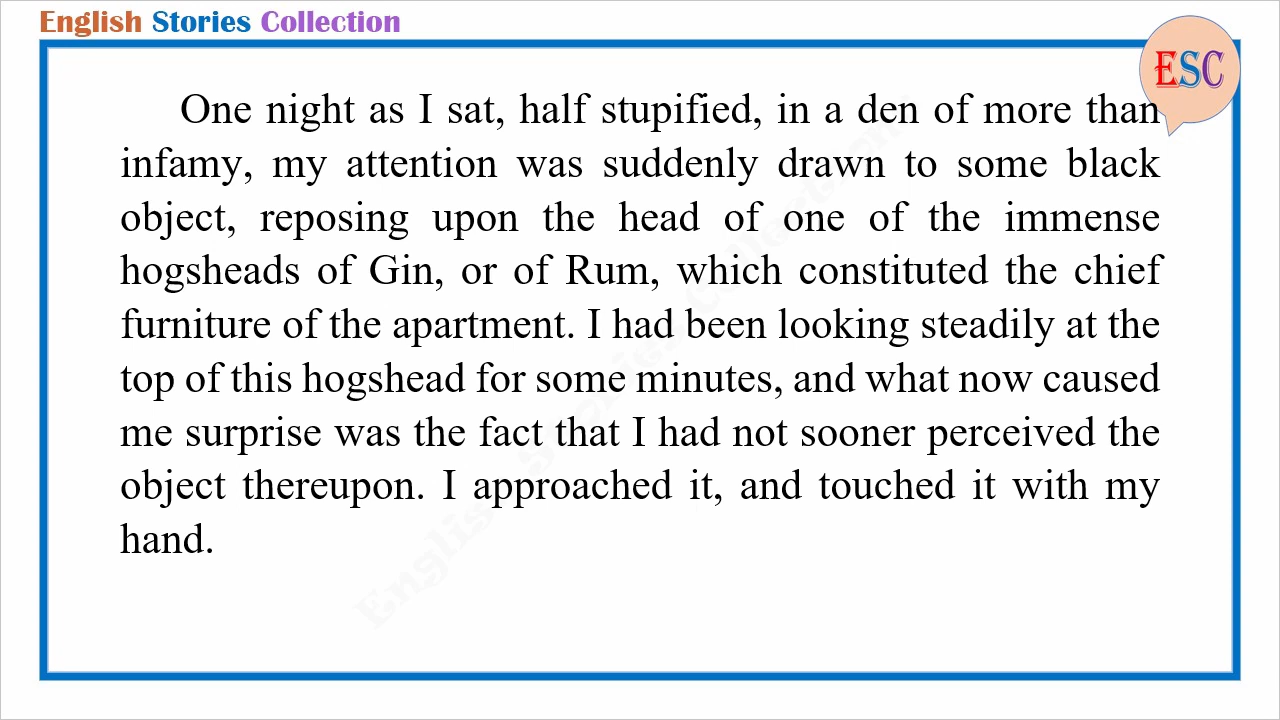 English Stories Collection
ESC
One night as I sat, half stupified, in a den of more than
infamy, my attention was suddenly drawn to some black
object, reposing upon the head of one of the immense
hogsheads of Gin, or of Rum, which constituted the chief
furniture of the apartment. I had been looking steadily at the
top of this hogshead for some minutes, and what now caused
me surprise was the fact that I had not sooner perceived the
object thereupon. I approached it, and touched it with my
hand.
English Stories Collection